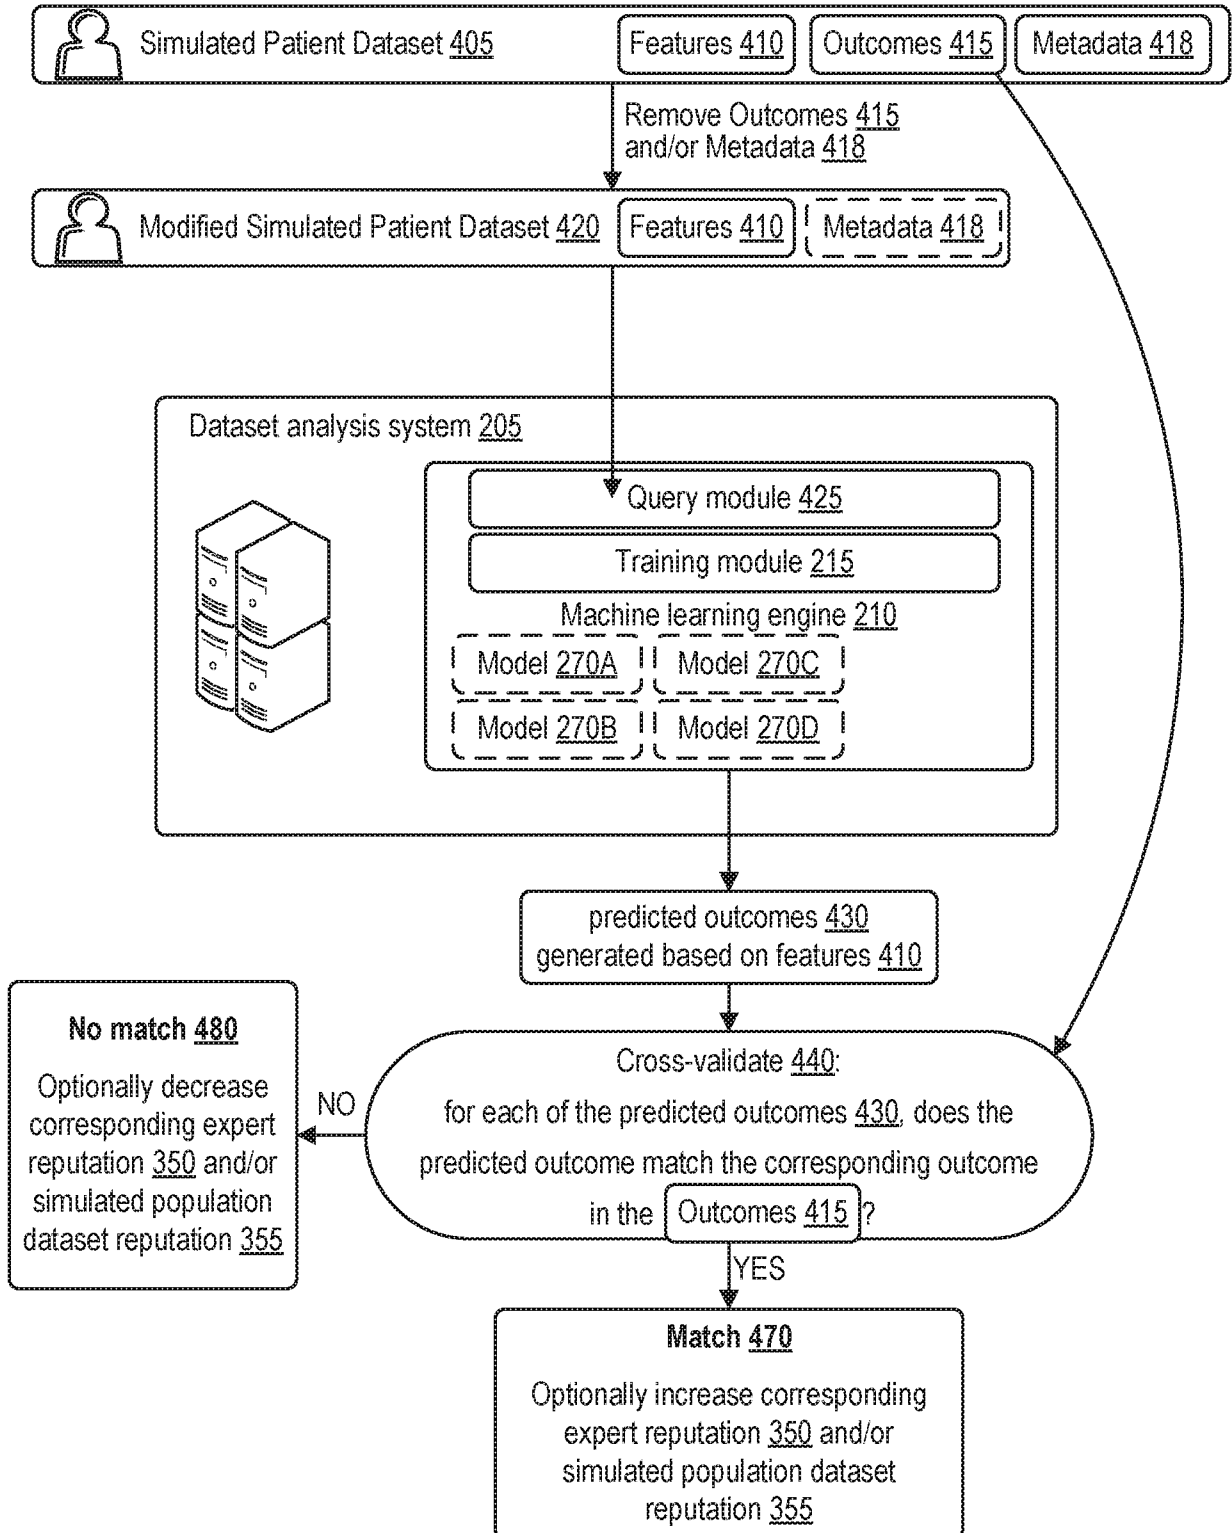 Simulated Patient Dataset 405 Features 410 Outcomes 415 Metadata 418
Remove Outcomes 415
and/or Metadata 418
Modified Simulated Patient Dataset 420 Features 410 Metadata 418
Dataset analysis system 205
Query module 425
Training module 215
Machine learning engine 210
Model 270A Model 270C
Model 270B Model 270D
predicted outcomes 430
generated based on features 410
No match 480
Optionally decrease
corresponding expert
reputation 350 and/or
simulated population
dataset reputation 355
NO
Cross-validate 440:
for each of the predicted outcomes 430, does the
predicted outcome match the corresponding outcome
in the Outcomes 415 ?
YES
Match 470
Optionally increase corresponding
expert reputation 350 and/or
simulated population dataset
reputation 355